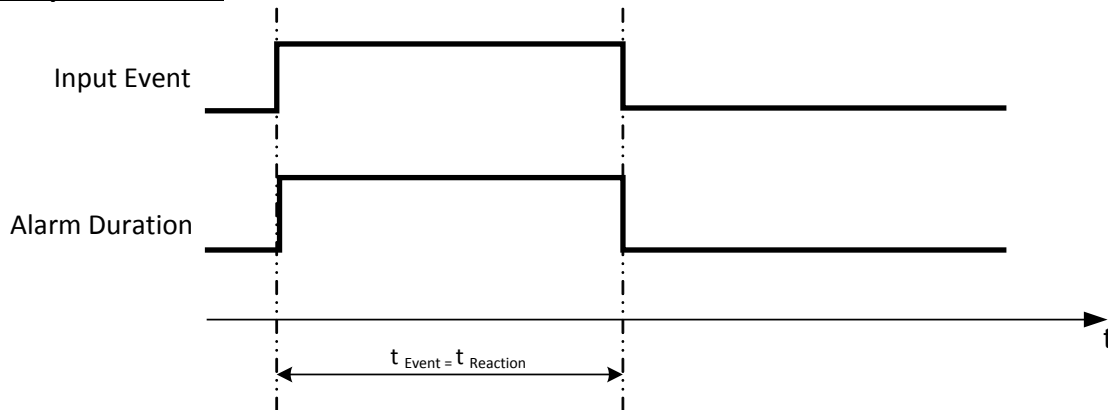 Input Event
Alarm Duration
t
t Event = t Reaction